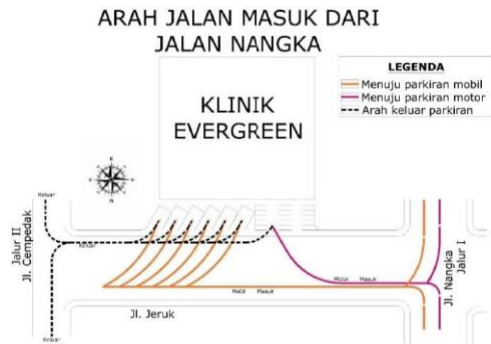 ARAH JALAN MASUK DARI
JALAN NANGKA
LEGENDA
Menuju parkiran mobil
Menuju parkiran motor
Arah keluar parkiran
KLINIK
EVERGREEN
Keluar
Jalur II
Jl. Cempedak
Keluar
Motor Masuk
Mobil Masuk
Jl. Nangka
Jalur I
Jl. Jeruk
Keluar